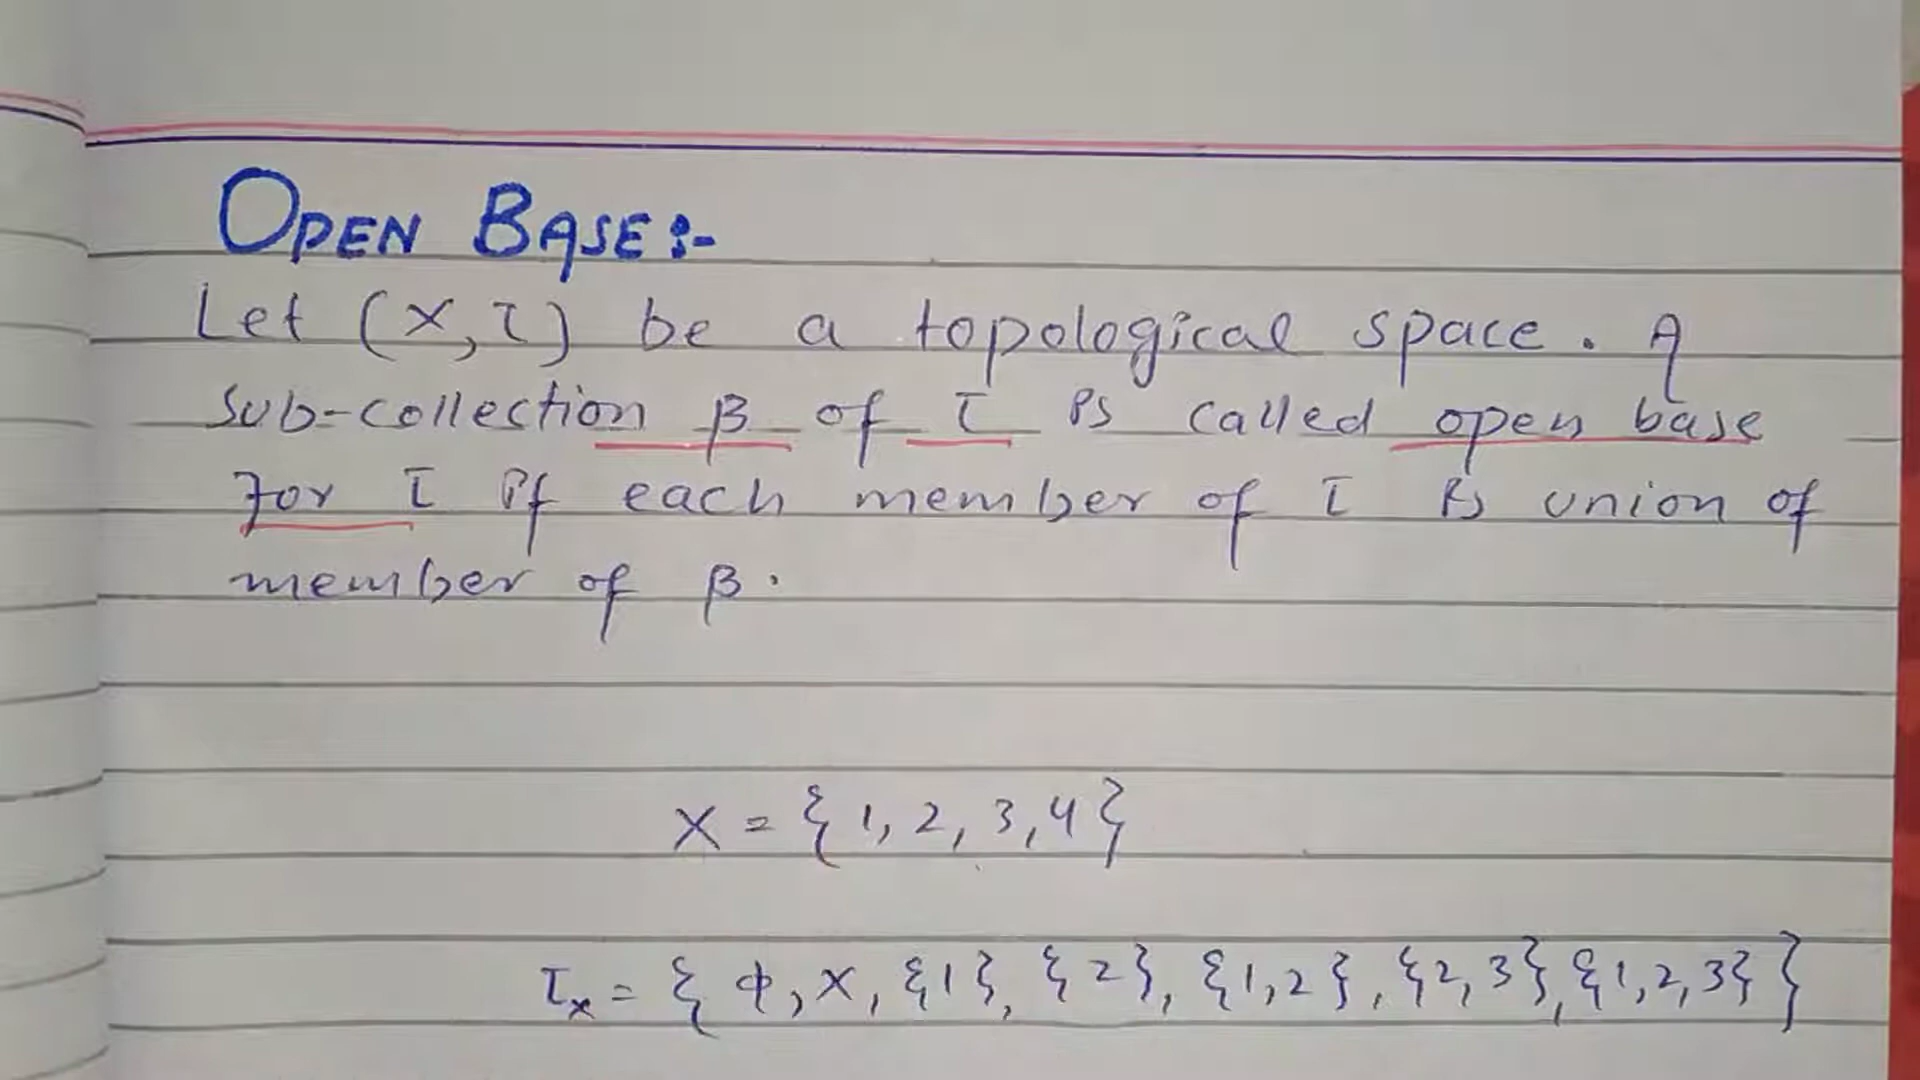 OPEN BASE:-
Let (X,τ) be a topological space. A
sub-collection β of τ is called open base
for τ if each member of τ is union of
member of β.
X = { 1, 2, 3, 4 }
τₓ = { φ, X, {1}, {2}, {1,2}, {2,3}, {1,2,3} }